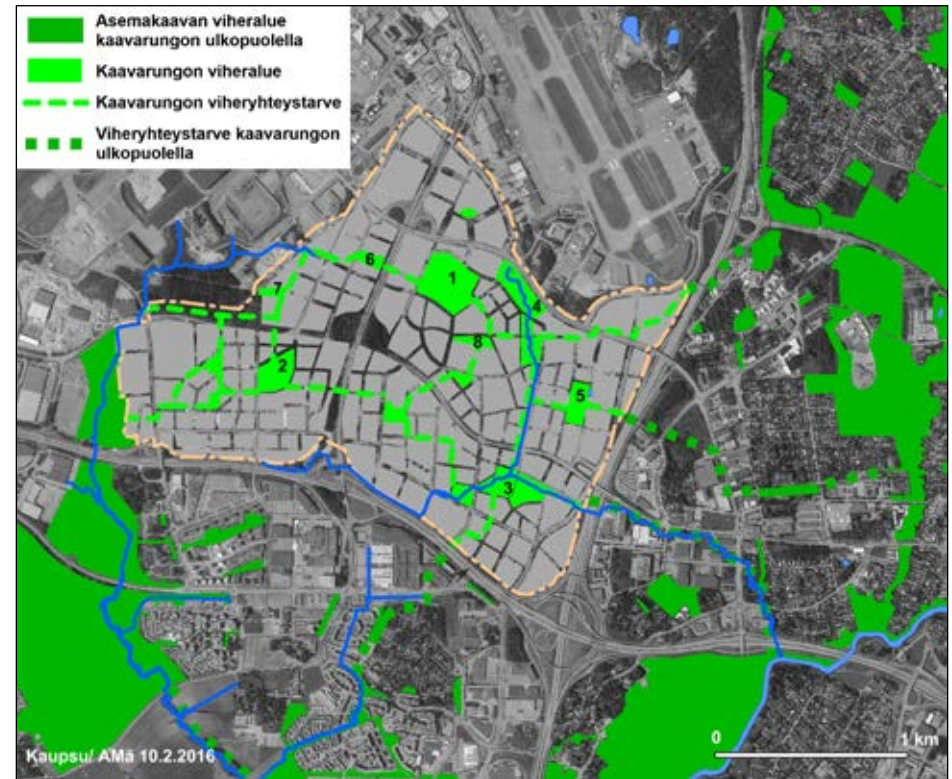 Asemakaavan viheralue
kaavarungon ulkopuolella
Kaavarungon viheralue
Kaavarungon viheryhteystarve
Viheryhteystarve kaavarungon
ulkopuolella
6
1
7
4
8
2
5
3
Kaupsu/ AMä 10.2.2016
0
1 km